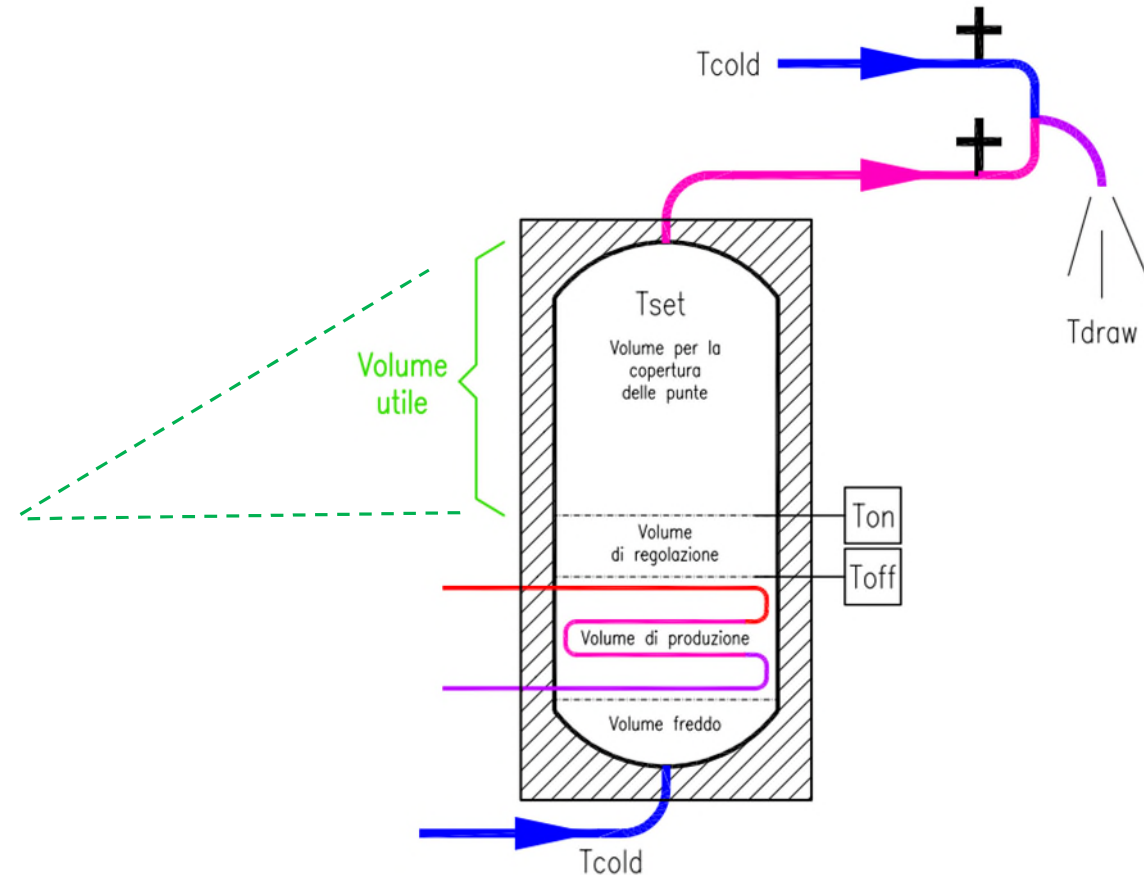 Tcold
Tdraw
Tset
Volume per la
copertura
delle punte
Volume
utile
Ton
Volume
di regolazione
Toff
Volume di produzione
Volume freddo
Tcold